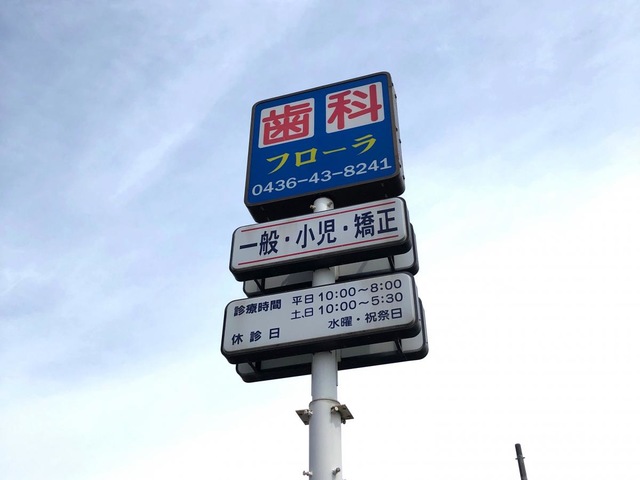 歯科
フローラ
0436-43-8241
一般・小児・矯正
診療時間 平日 10:00～8:00
土、日 10:00～5:30
休診日 水曜・祝祭日